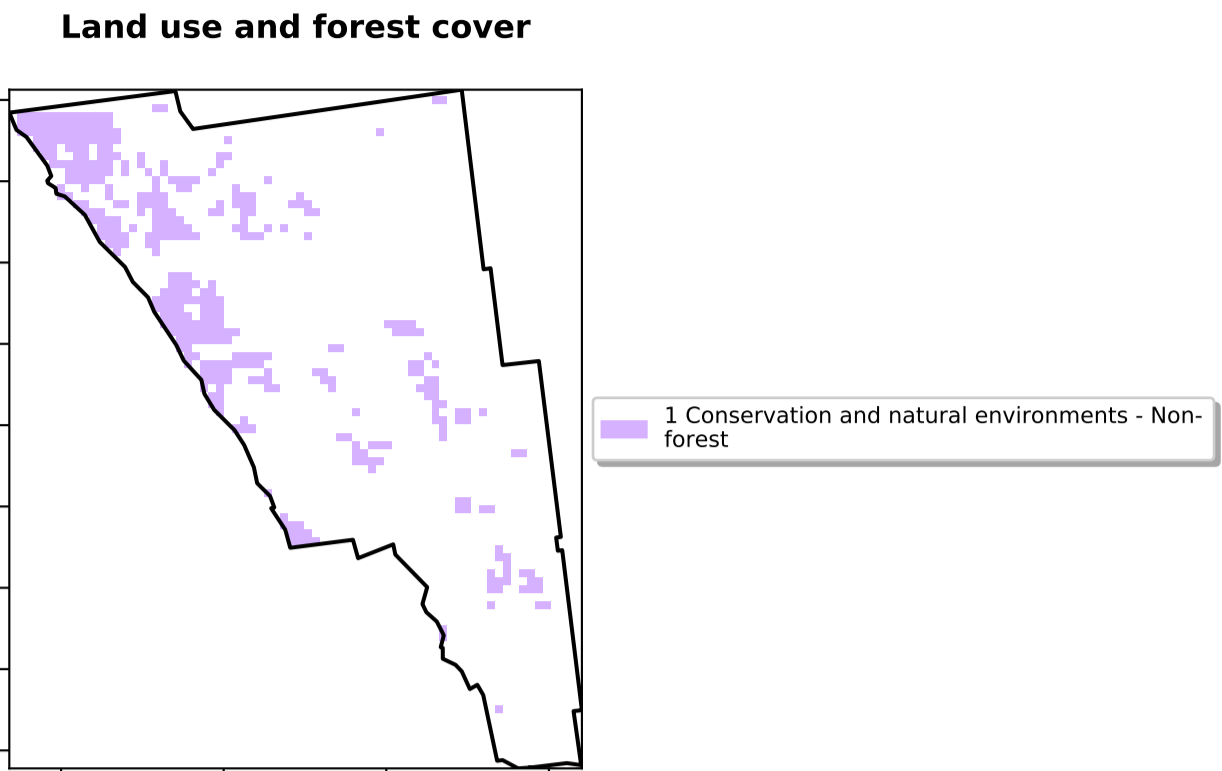 Land use and forest cover
1 Conservation and natural environments - Non-
forest